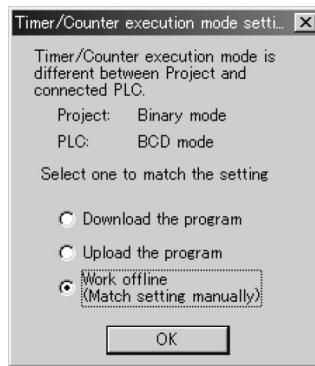 Timer/Counter execution mode setti...
Timer/Counter execution mode is
different between Project and
connected PLC.
Project: Binary mode
PLC: BCD mode
Select one to match the setting
Download the program
Upload the program
Work offline
(Match setting manually)
OK